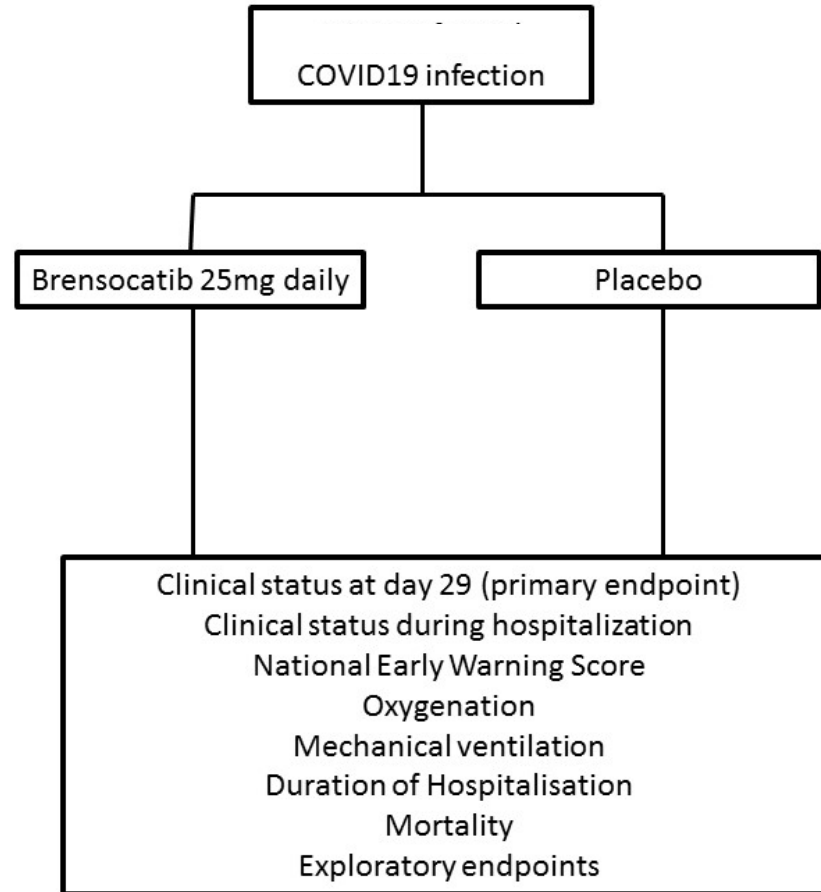 COVID19 infection
Brensocatib 25mg daily
Placebo
Clinical status at day 29 (primary endpoint)
Clinical status during hospitalization
National Early Warning Score
Oxygenation
Mechanical ventilation
Duration of Hospitalisation
Mortality
Exploratory endpoints